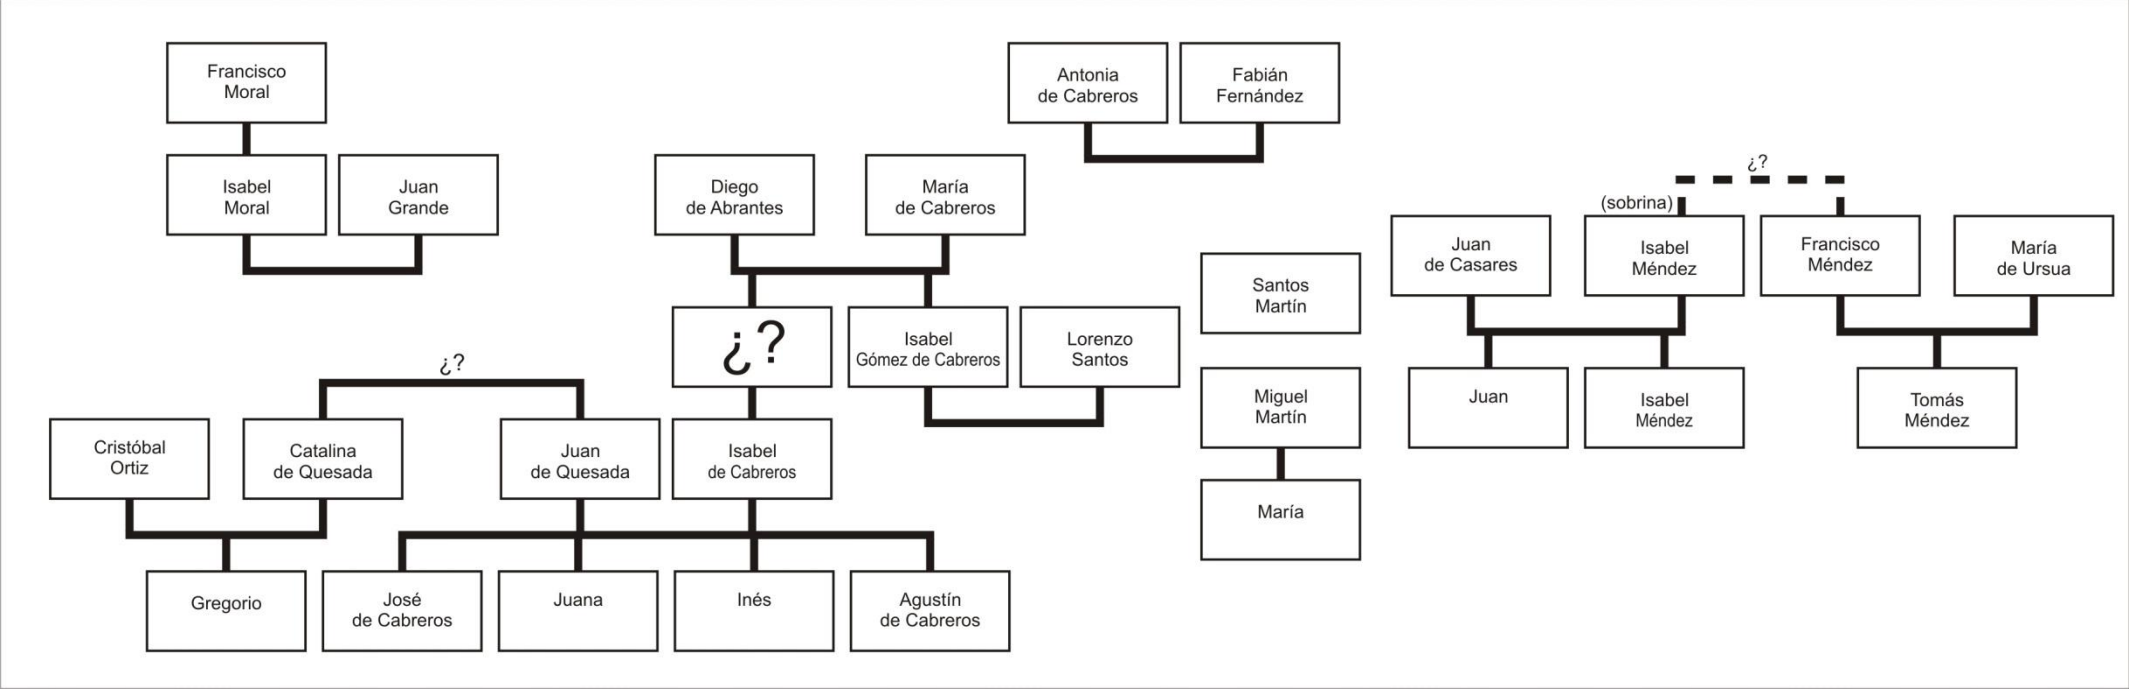 Francisco
Moral
Antonia
de Cabreros
Fabián
Fernández
Isabel
Moral
Juan
Grande
Diego
de Abrantes
María
de Cabreros
¿?
(sobrina)
Juan
de Casares
Isabel
Méndez
Francisco
Méndez
María
de Ursua
Santos
Martín
¿?
Isabel
Gómez de Cabreros
Lorenzo
Santos
¿?
Miguel
Martín
Juan
Isabel
Méndez
Tomás
Méndez
Cristóbal
Ortiz
Catalina
de Quesada
Juan
de Quesada
Isabel
de Cabreros
María
Gregorio
José
de Cabreros
Juana
Inés
Agustín
de Cabreros